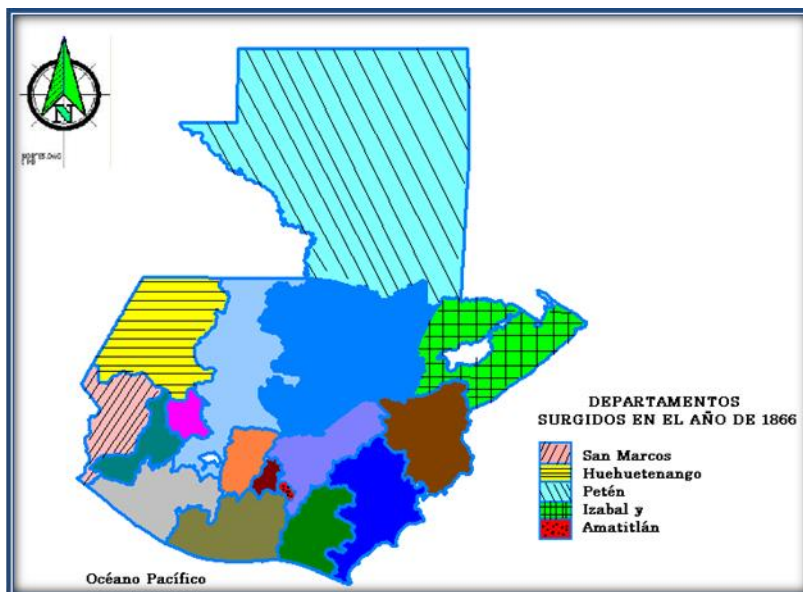 N
DEPARTAMENTOS
SURGIDOS EN EL AÑO DE 1866
San Marcos
Huehuetenango
Petén
Izabal y
Amatitlán
Océano Pacífico